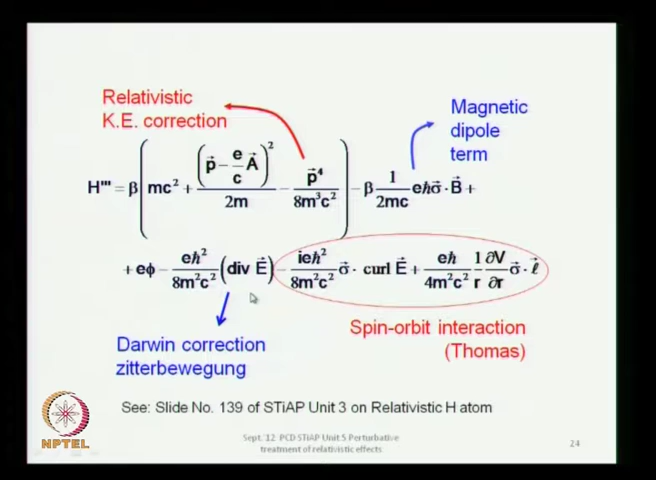 Relativistic
K.E. correction
Magnetic
dipole
term
H''' = β ( mc² + (p⃗ − e/c A⃗)² / 2m − p⃗⁴ / 8m³c² ) − β 1/2mc eħσ⃗ · B⃗ +
+ eϕ − eħ²/8m²c² (div E⃗) − ieħ²/8m²c² σ⃗ · curl E⃗ + eħ/4m²c² 1/r ∂V/∂r σ⃗ · ℓ⃗
Darwin correction
zitterbewegung
Spin-orbit interaction
(Thomas)
See: Slide No. 139 of STiAP Unit 3 on Relativistic H atom
NPTEL
Sept. '12 PCD STiAP Unit 5 Perturbative
treatment of relativistic effects
24